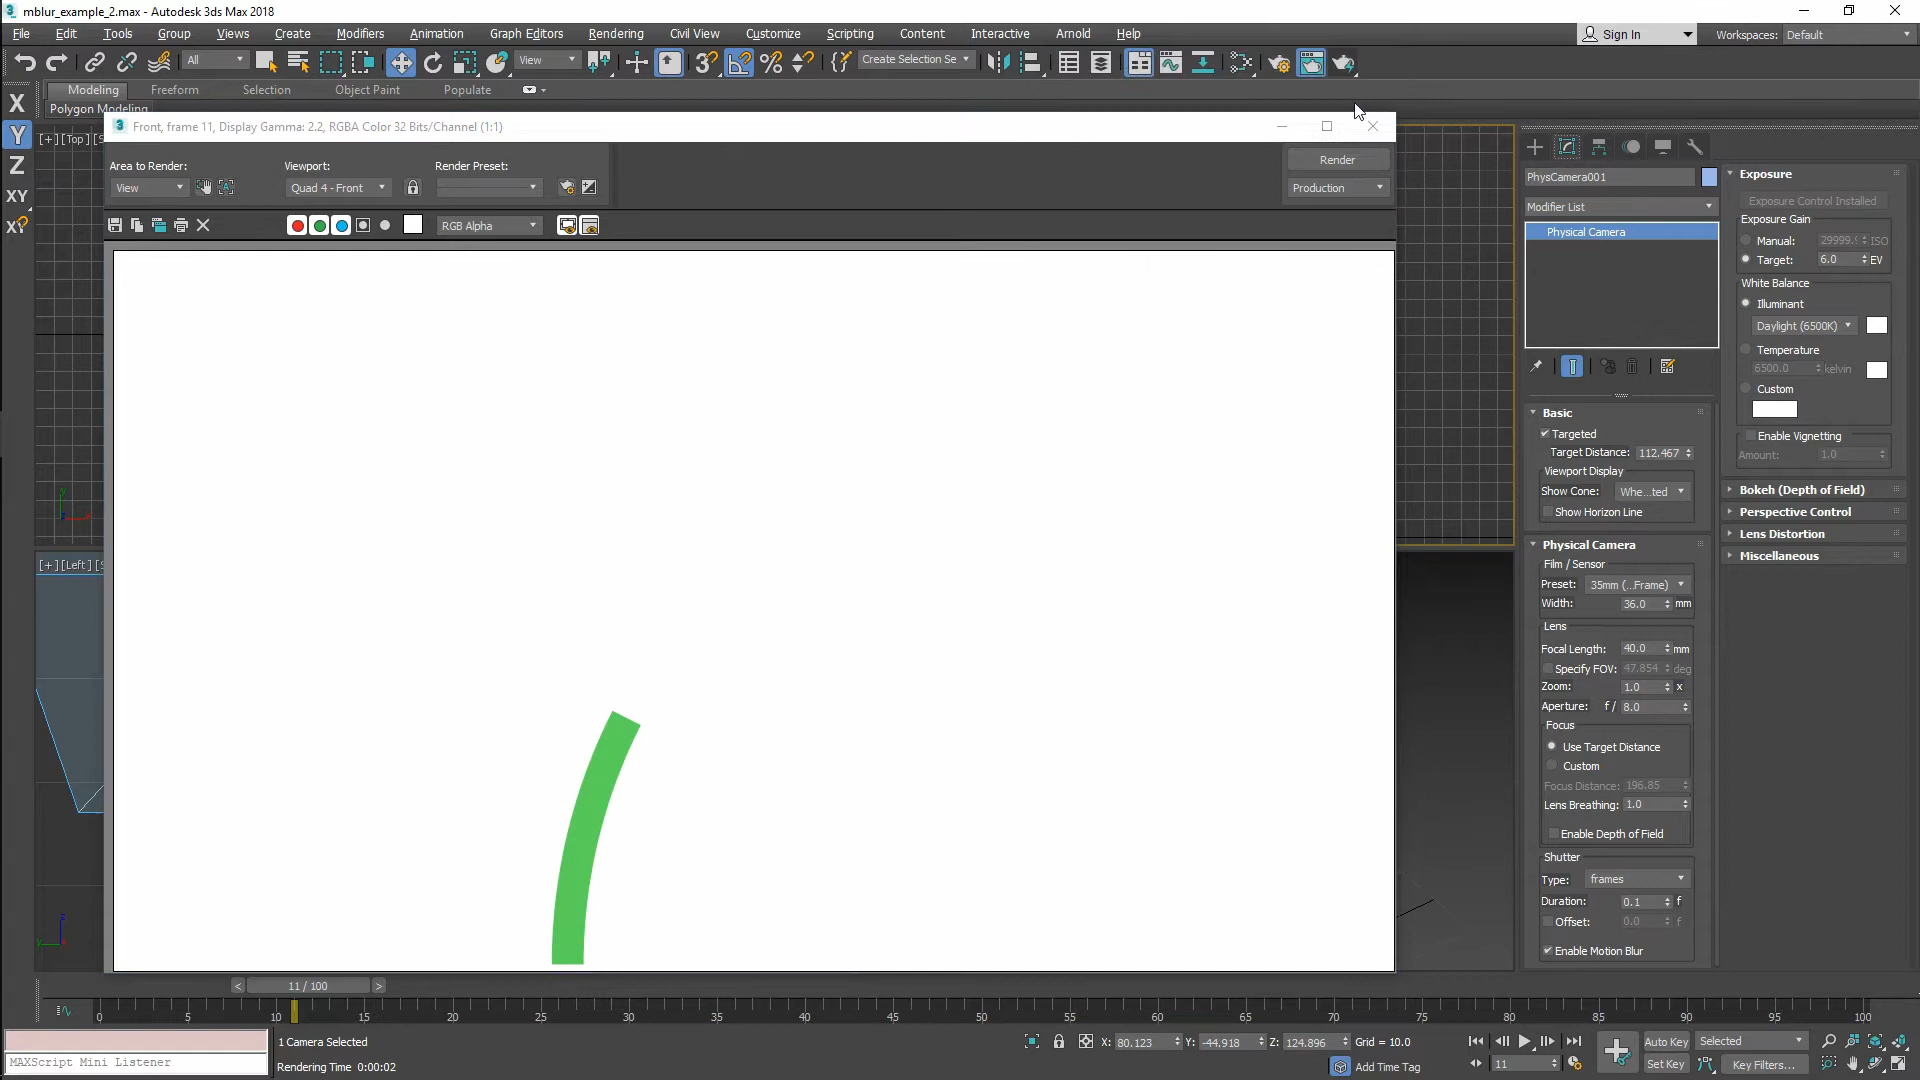 mblur_example_2.max - Autodesk 3ds Max 2018
File Edit Tools Group Views Create Modifiers Animation Graph Editors Rendering Civil View Customize Scripting Content Interactive Arnold Help
Sign In Workspaces: Default
All View Create Selection Se
Modeling Freeform Selection Object Paint Populate
Polygon Modeling
X
Y
Z
XY
[+][Top]
Front, frame 11, Display Gamma: 2.2, RGBA Color 32 Bits/Channel (1:1)
Area to Render: Viewport: Render Preset: Render
View Quad 4 - Front Production
RGB Alpha
[+][Left]
PhysCamera001
Modifier List
Physical Camera
Basic
Targeted
Target Distance: 112.467
Viewport Display
Show Cone: Whe...ted
Show Horizon Line
Physical Camera
Film / Sensor
Preset: 35mm (...Frame)
Width: 36.0 mm
Lens
Focal Length: 40.0 mm
Specify FOV: 47.854 deg
Zoom: 1.0 x
Aperture: f / 8.0
Focus
Use Target Distance
Custom
Focus Distance: 196.85
Lens Breathing: 1.0
Enable Depth of Field
Shutter
Type: frames
Duration: 0.1 f
Offset: 0.0 f
Enable Motion Blur
Exposure
Exposure Control Installed
Exposure Gain
Manual: ISO
Target: 6.0 EV
White Balance
Illuminant
Daylight (6500K)
Temperature
6500.0 kelvin
Custom
Enable Vignetting
Amount: 1.0
Bokeh (Depth of Field)
Perspective Control
Lens Distortion
Miscellaneous
< 11 / 100 >
0 5 10 15 20 25 30 35 40 45 50 55 60 65 70 75 80 85 90 95 100
MAXScript Mini Listener
1 Camera Selected
Rendering Time 0:00:02
X: 80.123 Y: -44.918 Z: 124.896 Grid = 10.0
Add Time Tag
11
Auto Key Selected
Set Key Key Filters...